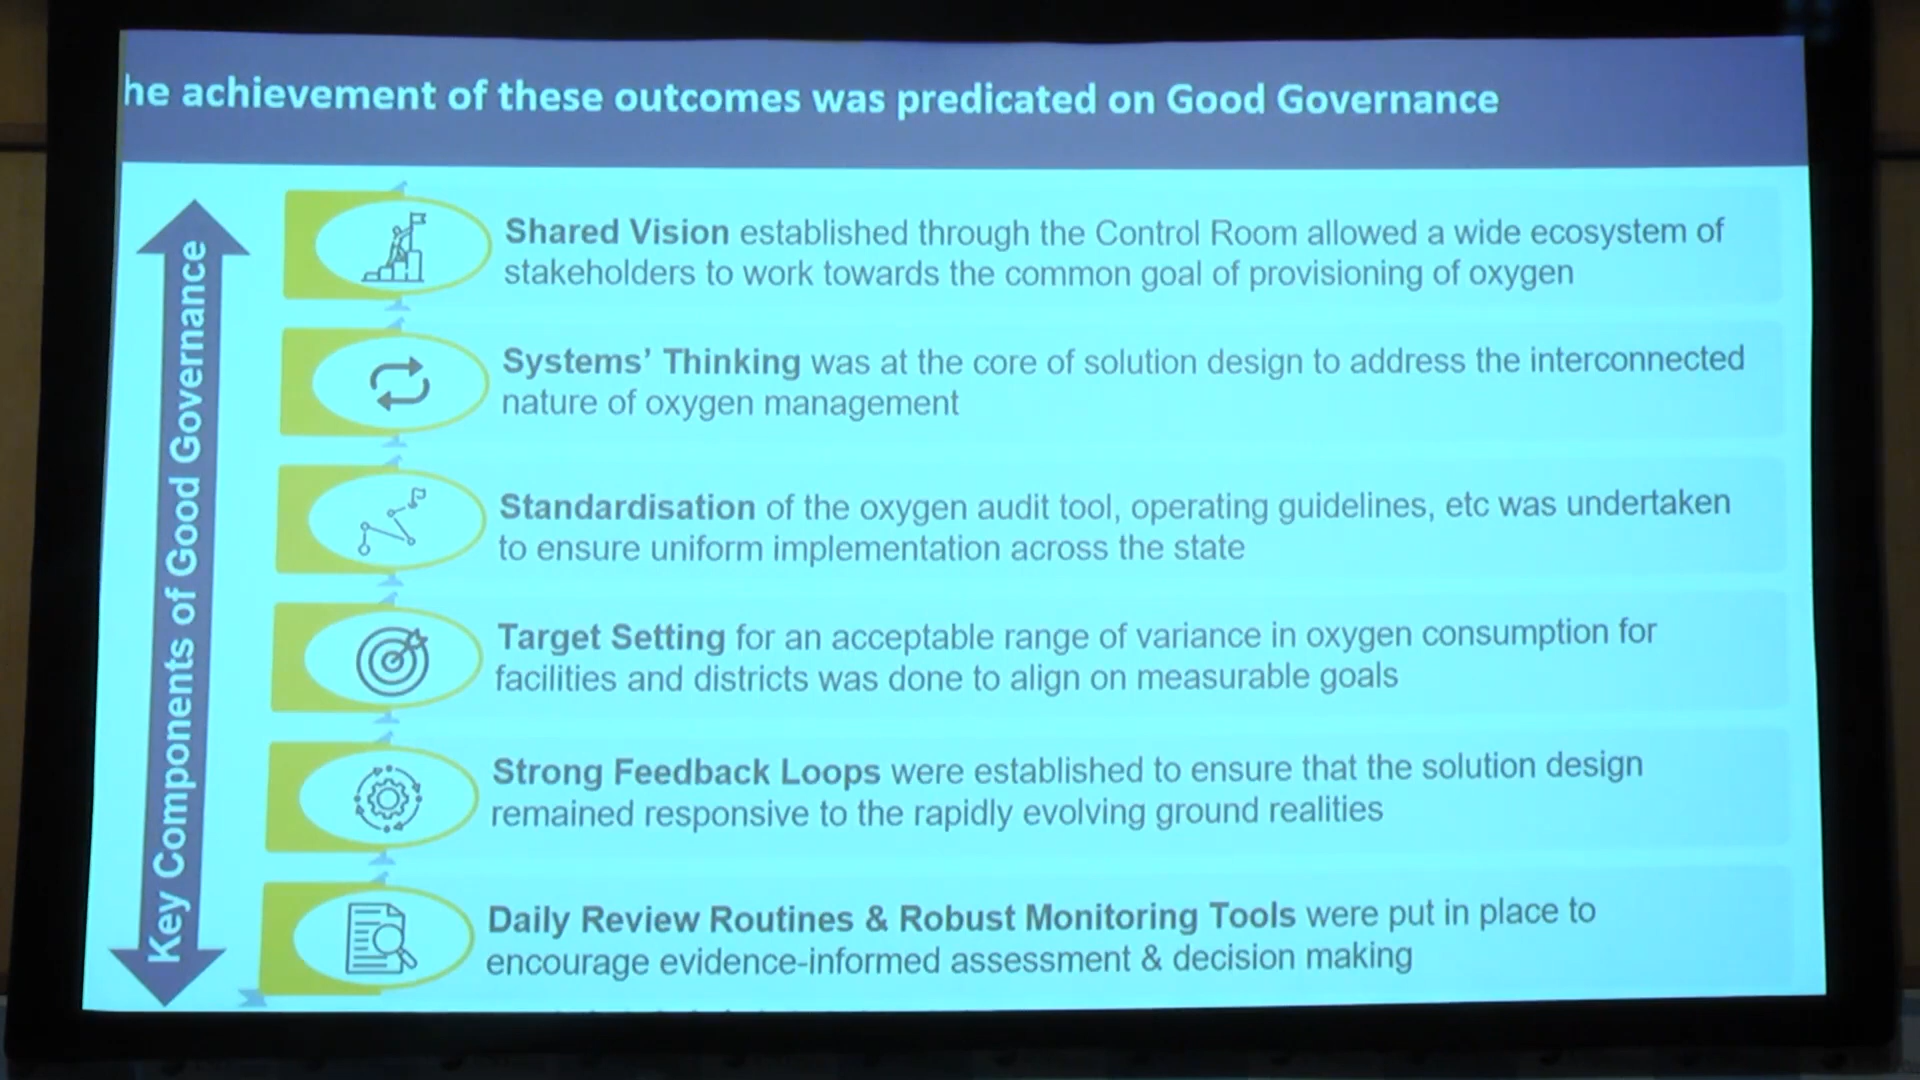 he achievement of these outcomes was predicated on Good Governance
Key Components of Good Governance
Shared Vision established through the Control Room allowed a wide ecosystem of
stakeholders to work towards the common goal of provisioning of oxygen
Systems’ Thinking was at the core of solution design to address the interconnected
nature of oxygen management
Standardisation of the oxygen audit tool, operating guidelines, etc was undertaken
to ensure uniform implementation across the state
Target Setting for an acceptable range of variance in oxygen consumption for
facilities and districts was done to align on measurable goals
Strong Feedback Loops were established to ensure that the solution design
remained responsive to the rapidly evolving ground realities
Daily Review Routines & Robust Monitoring Tools were put in place to
encourage evidence-informed assessment & decision making